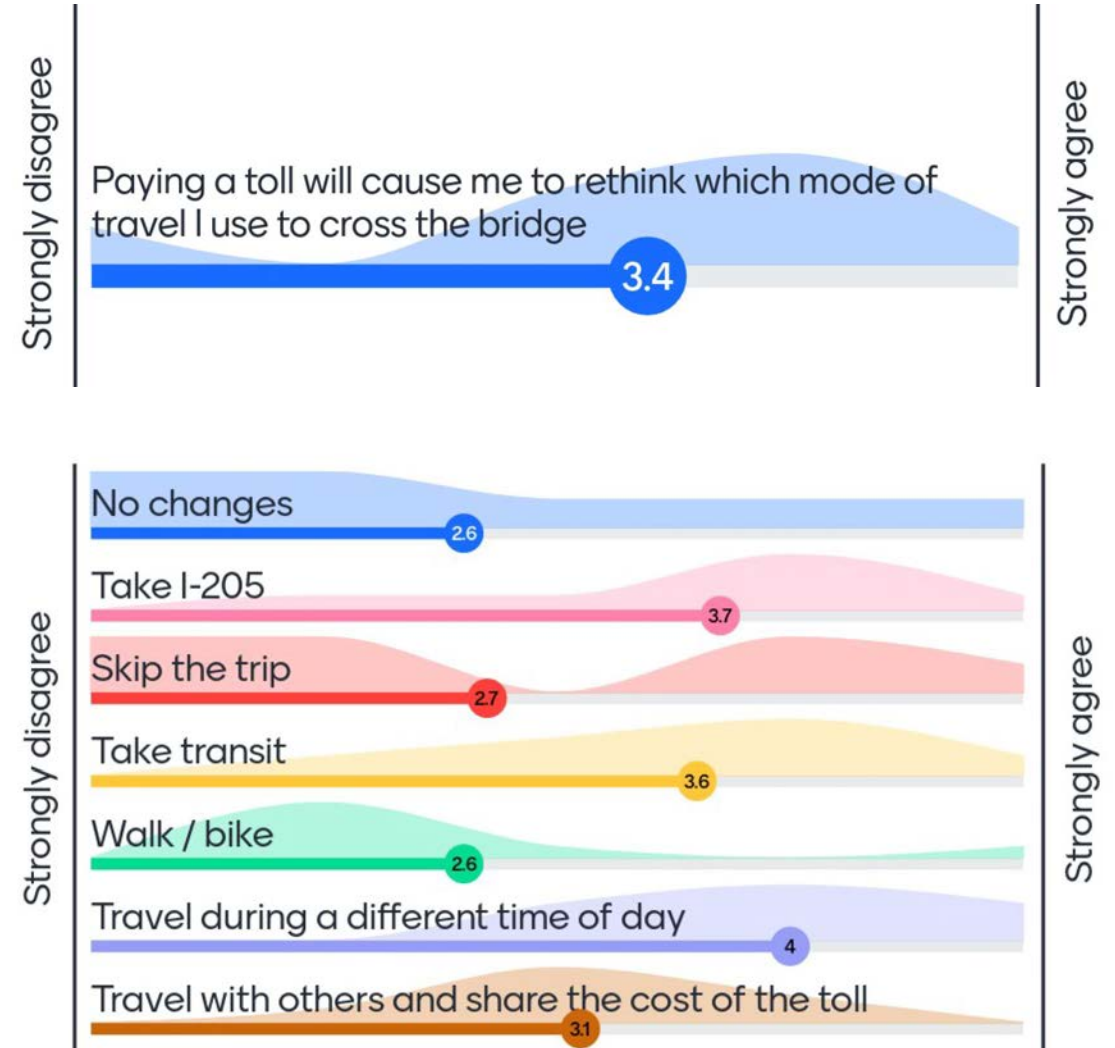 Strongly disagree
Paying a toll will cause me to rethink which mode of
travel I use to cross the bridge
3.4
Strongly agree
Strongly disagree
No changes
2.6
Take I-205
3.7
Skip the trip
2.7
Take transit
3.6
Walk / bike
2.6
Travel during a different time of day
4
Travel with others and share the cost of the toll
3.1
Strongly agree